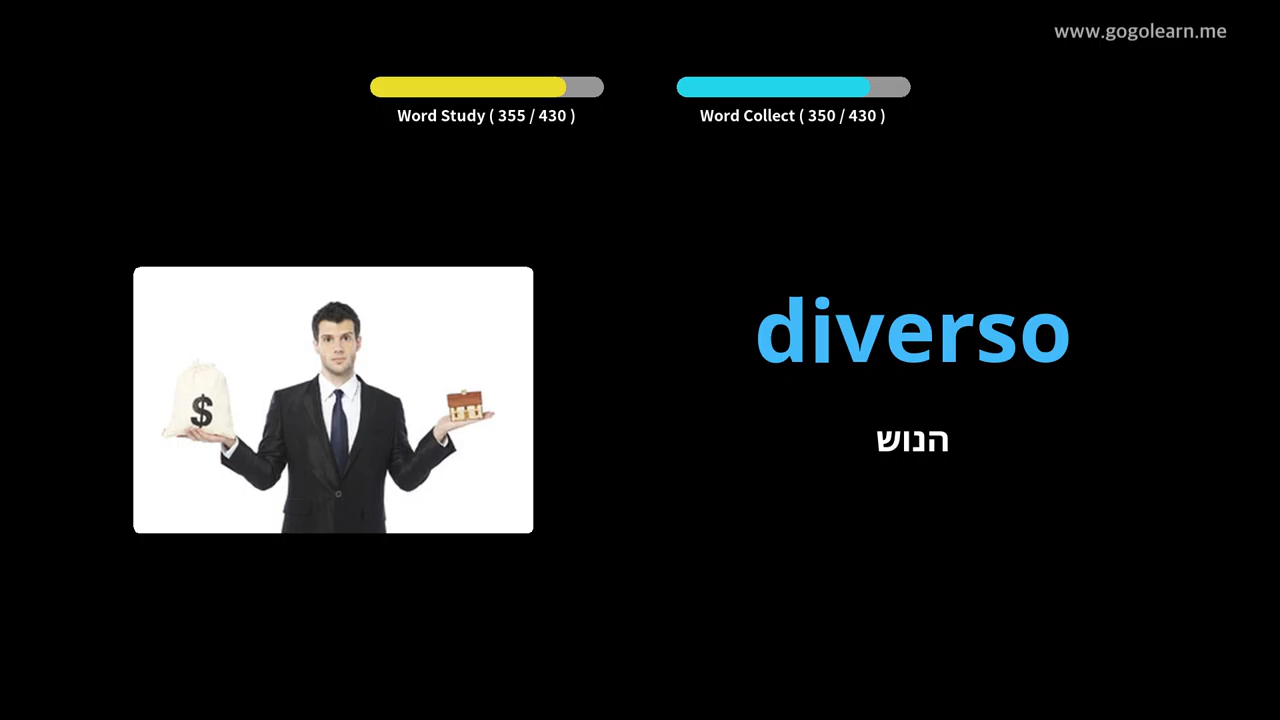 www.gogolearn.me
Word Study ( 355 / 430 )
Word Collect ( 350 / 430 )
diverso
הנוש
$